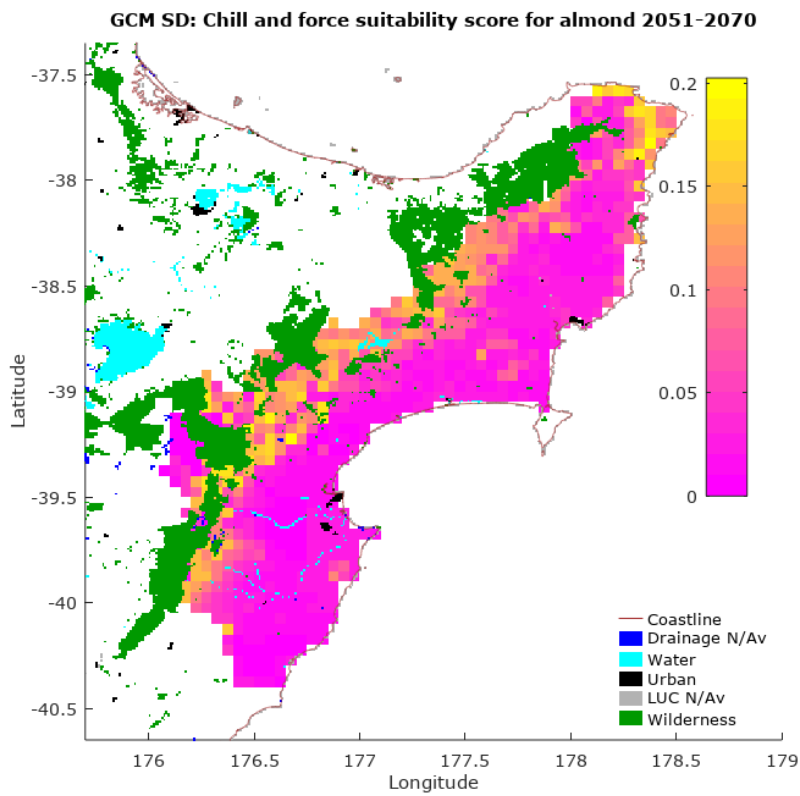 GCM SD: Chill and force suitability score for almond 2051-2070
-37.5
-38
-38.5
-39
-39.5
-40
-40.5
Latitude
176
176.5
177
177.5
178
178.5
179
Longitude
0.2
0.15
0.1
0.05
0
Coastline
Drainage N/Av
Water
Urban
LUC N/Av
Wilderness